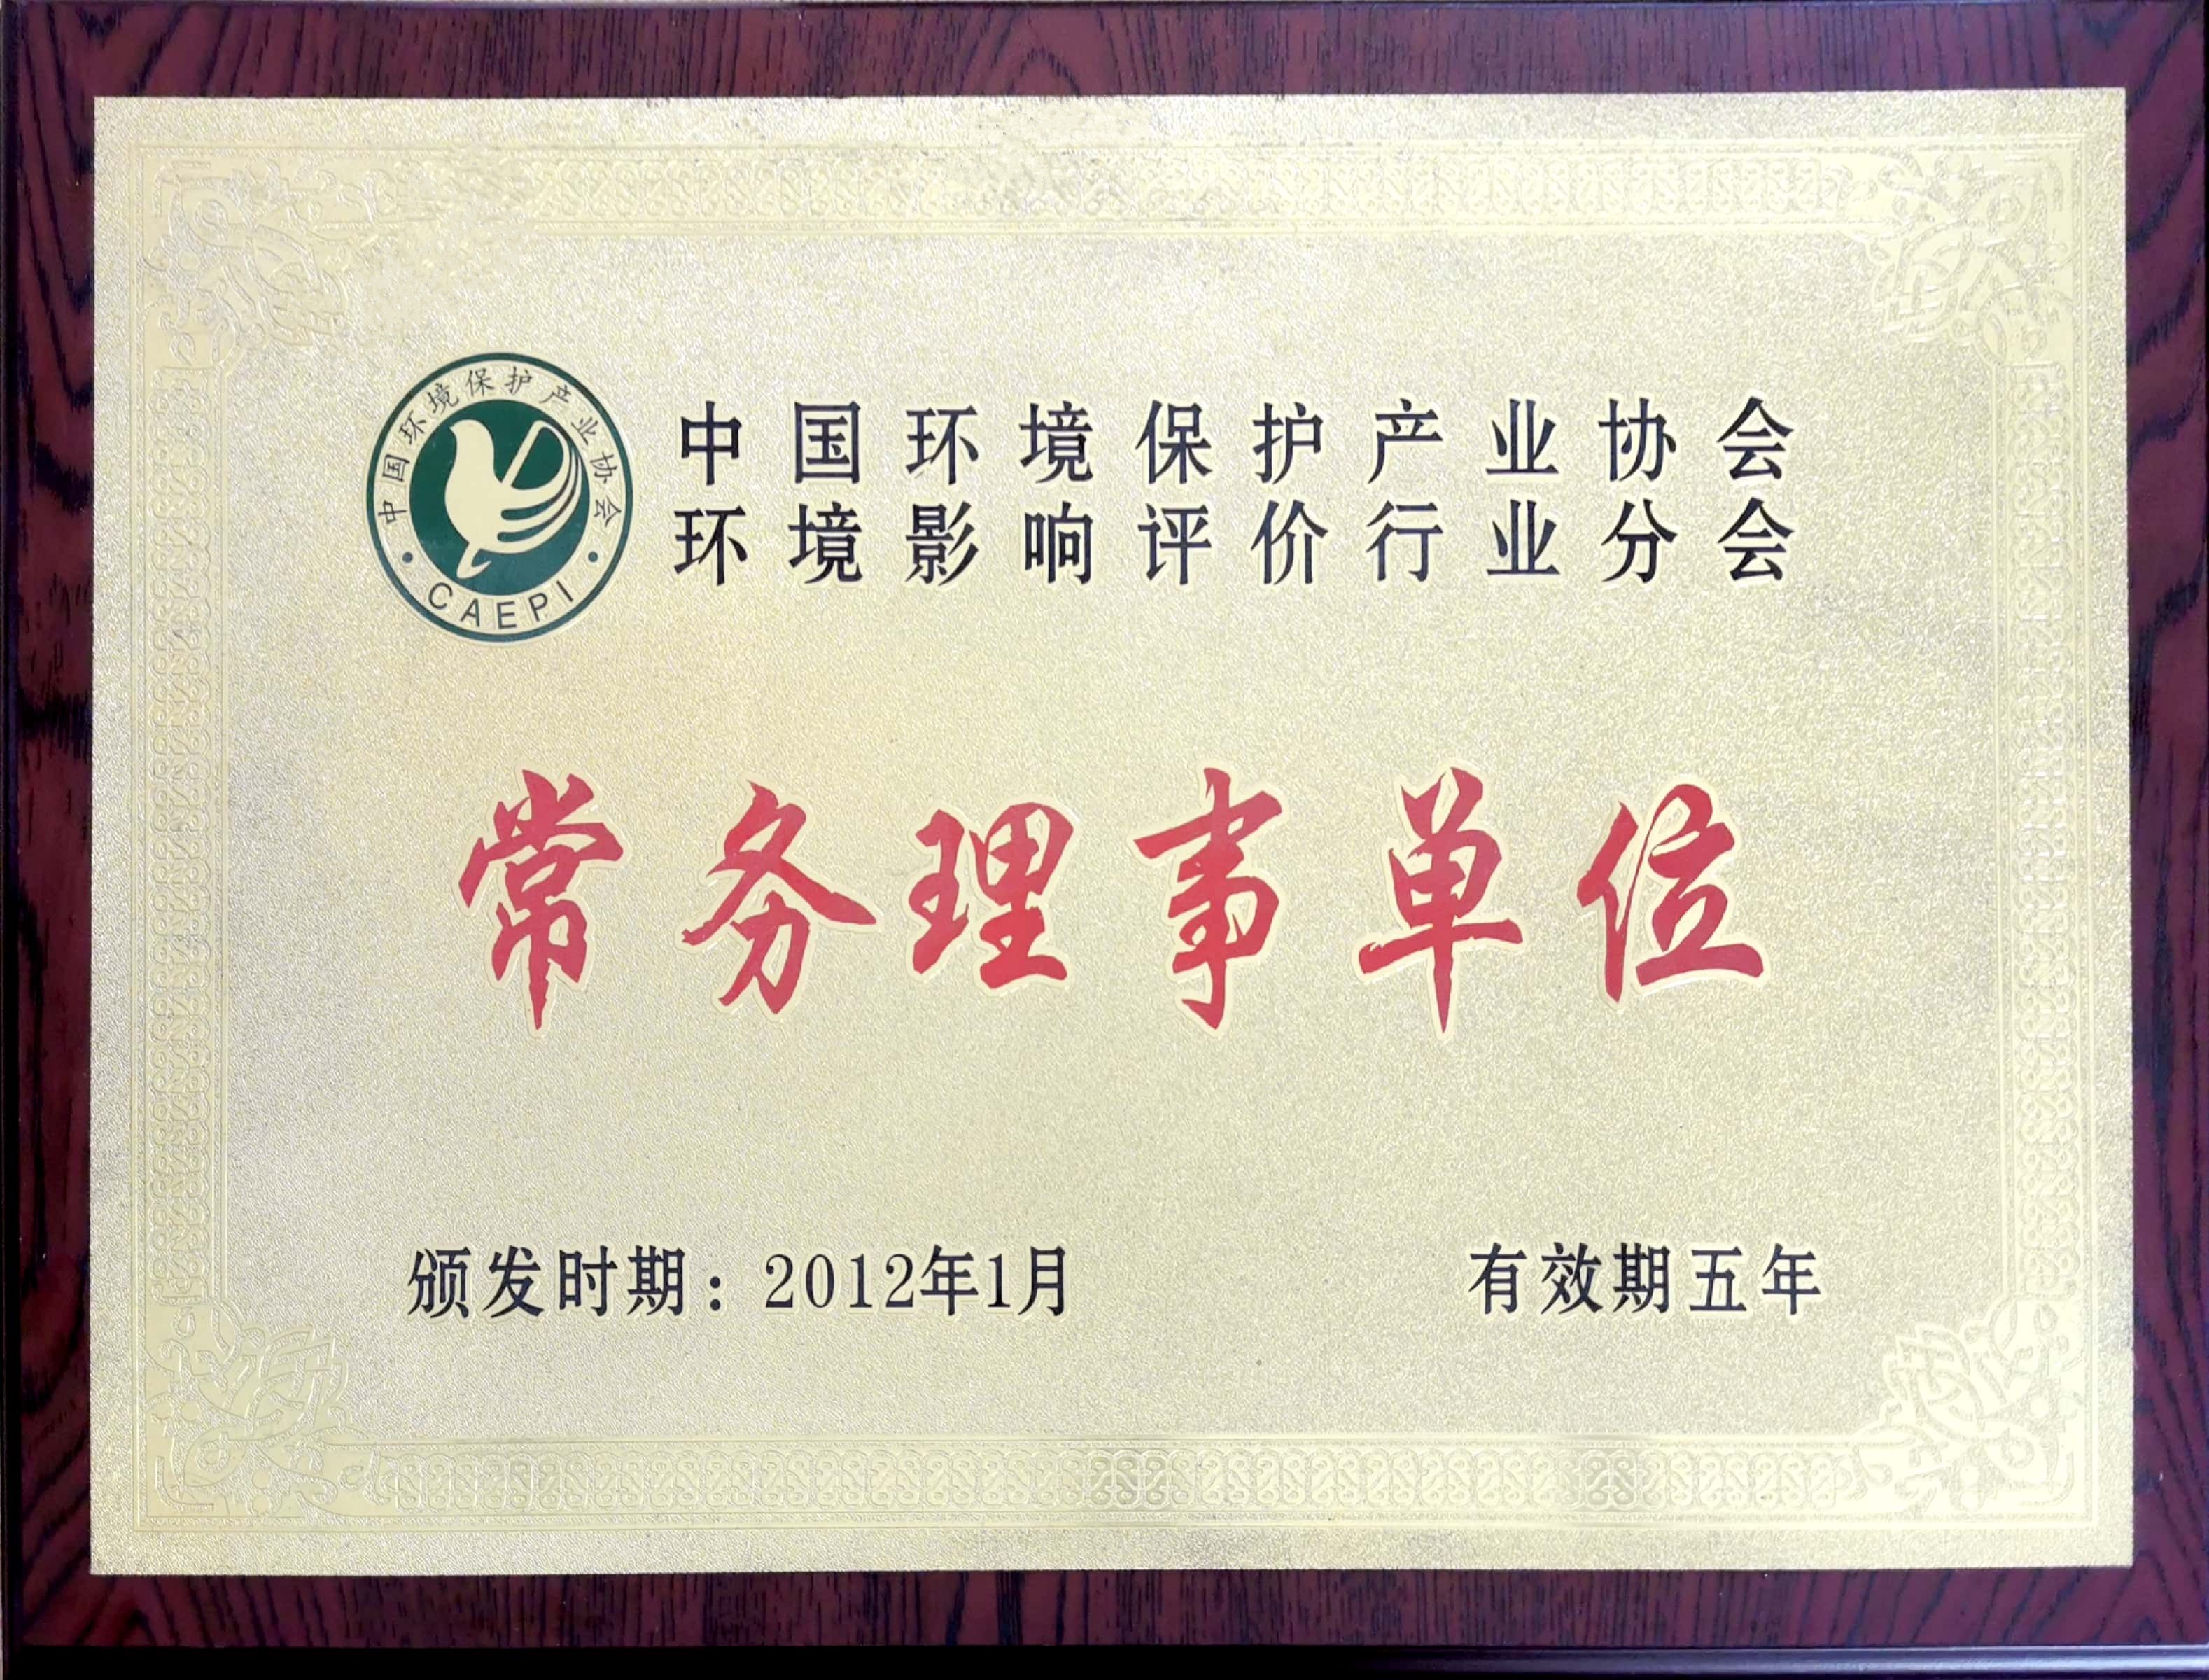 中国环境保护产业协会
CAEPI
中国环境保护产业协会
环境影响评价行业分会
常务理事单位
颁发时期：2012年1月
有效期五年